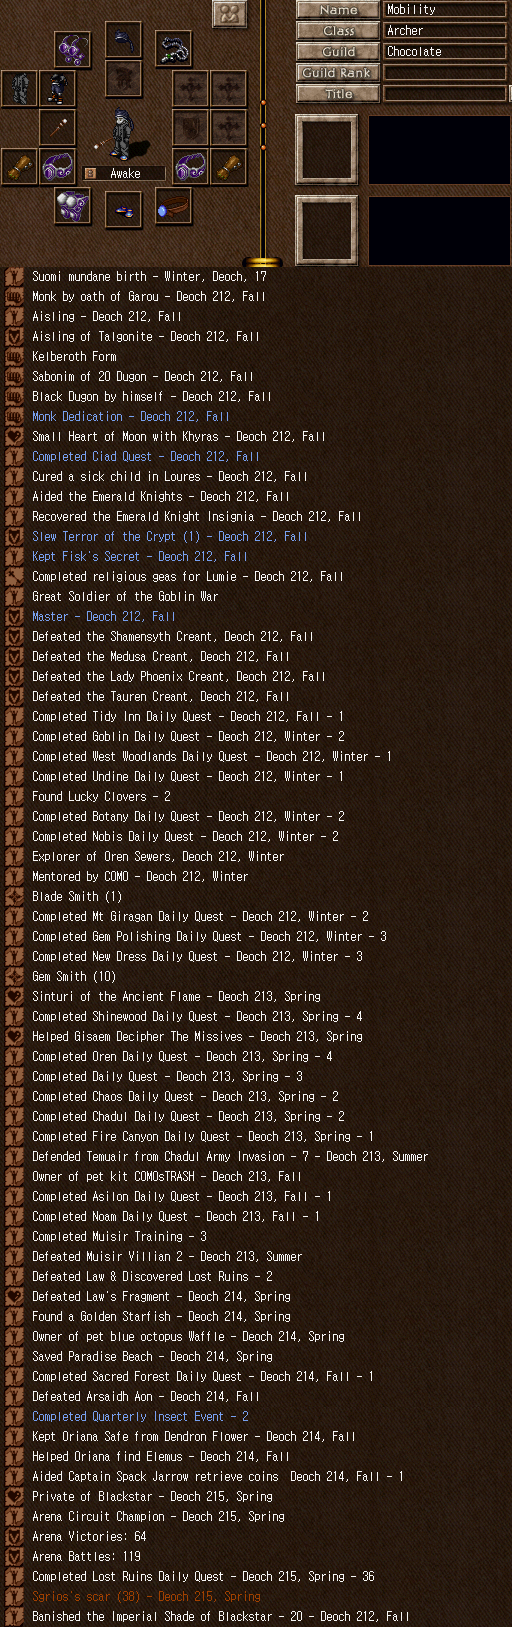 Name Mobility
Class Archer
Guild Chocolate
Guild Rank
Title
Awake
Suomi mundane birth - Winter, Deoch, 17
Monk by oath of Garou - Deoch 212, Fall
Aisling - Deoch 212, Fall
Aisling of Talgonite - Deoch 212, Fall
Kelberoth Form
Sabonim of 20 Dugon - Deoch 212, Fall
Black Dugon by himself - Deoch 212, Fall
Monk Dedication - Deoch 212, Fall
Small Heart of Moon with Khyras - Deoch 212, Fall
Completed Ciad Quest - Deoch 212, Fall
Cured a sick child in Loures - Deoch 212, Fall
Aided the Emerald Knights - Deoch 212, Fall
Recovered the Emerald Knight Insignia - Deoch 212, Fall
Slew Terror of the Crypt (1) - Deoch 212, Fall
Kept Fisk's Secret - Deoch 212, Fall
Completed religious geas for Lumie - Deoch 212, Fall
Great Soldier of the Goblin War
Master - Deoch 212, Fall
Defeated the Shamensyth Creant, Deoch 212, Fall
Defeated the Medusa Creant, Deoch 212, Fall
Defeated the Lady Phoenix Creant, Deoch 212, Fall
Defeated the Tauren Creant, Deoch 212, Fall
Completed Tidy Inn Daily Quest - Deoch 212, Fall - 1
Completed Goblin Daily Quest - Deoch 212, Winter - 2
Completed West Woodlands Daily Quest - Deoch 212, Winter - 1
Completed Undine Daily Quest - Deoch 212, Winter - 1
Found Lucky Clovers - 2
Completed Botany Daily Quest - Deoch 212, Winter - 2
Completed Nobis Daily Quest - Deoch 212, Winter - 2
Explorer of Oren Sewers, Deoch 212, Winter
Mentored by COMO - Deoch 212, Winter
Blade Smith (1)
Completed Mt Giragan Daily Quest - Deoch 212, Winter - 2
Completed Gem Polishing Daily Quest - Deoch 212, Winter - 3
Completed New Dress Daily Quest - Deoch 212, Winter - 3
Gem Smith (10)
Sinturi of the Ancient Flame - Deoch 213, Spring
Completed Shinewood Daily Quest - Deoch 213, Spring - 4
Helped Gisaem Decipher The Missives - Deoch 213, Spring
Completed Oren Daily Quest - Deoch 213, Spring - 4
Completed Daily Quest - Deoch 213, Spring - 3
Completed Chaos Daily Quest - Deoch 213, Spring - 2
Completed Chadul Daily Quest - Deoch 213, Spring - 2
Completed Fire Canyon Daily Quest - Deoch 213, Spring - 1
Defended Temuair from Chadul Army Invasion - 7 - Deoch 213, Summer
Owner of pet kit COMOsTRASH - Deoch 213, Fall
Completed Asilon Daily Quest - Deoch 213, Fall - 1
Completed Noam Daily Quest - Deoch 213, Fall - 1
Completed Muisir Training - 3
Defeated Muisir Villian 2 - Deoch 213, Summer
Defeated Law & Discovered Lost Ruins - 2
Defeated Law's Fragment - Deoch 214, Spring
Found a Golden Starfish - Deoch 214, Spring
Owner of pet blue octopus Waffle - Deoch 214, Spring
Saved Paradise Beach - Deoch 214, Spring
Completed Sacred Forest Daily Quest - Deoch 214, Fall - 1
Defeated Arsaidh Aon - Deoch 214, Fall
Completed Quarterly Insect Event - 2
Kept Oriana Safe from Dendron Flower - Deoch 214, Fall
Helped Oriana find Elemus - Deoch 214, Fall
Aided Captain Spack Jarrow retrieve coins  Deoch 214, Fall - 1
Private of Blackstar - Deoch 215, Spring
Arena Circuit Champion - Deoch 215, Spring
Arena Victories: 64
Arena Battles: 119
Completed Lost Ruins Daily Quest - Deoch 215, Spring - 36
Sgrios's scar (38) - Deoch 215, Spring
Banished the Imperial Shade of Blackstar - 20 - Deoch 212, Fall